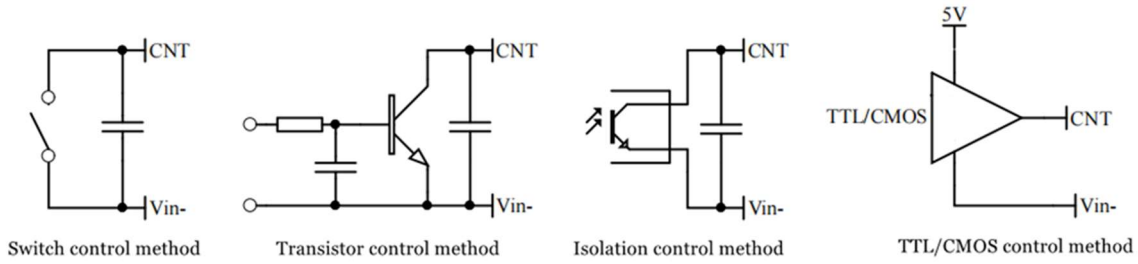 CNT
Vin-
Switch control method
CNT
Vin-
Transistor control method
CNT
Vin-
Isolation control method
5V
TTL/CMOS
CNT
Vin-
TTL/CMOS control method